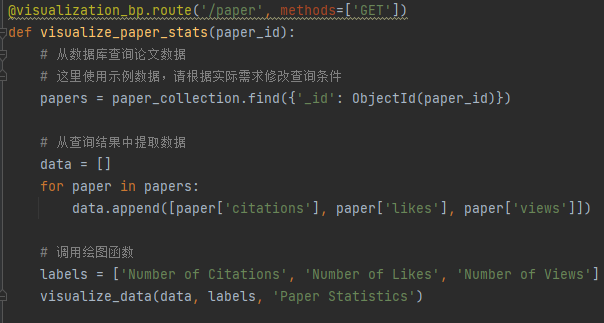 @visualization_bp.route('/paper', methods=['GET'])
def visualize_paper_stats(paper_id):
    # 从数据库查询论文数据
    # 这里使用示例数据，请根据实际需求修改查询条件
    papers = paper_collection.find({'_id': ObjectId(paper_id)})

    # 从查询结果中提取数据
    data = []
    for paper in papers:
        data.append([paper['citations'], paper['likes'], paper['views']])

    # 调用绘图函数
    labels = ['Number of Citations', 'Number of Likes', 'Number of Views']
    visualize_data(data, labels, 'Paper Statistics')